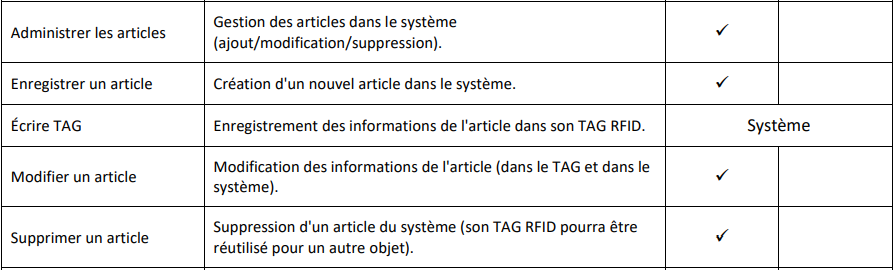 Administrer les articles
Gestion des articles dans le système
(ajout/modification/suppression).
✓
Enregistrer un article
Création d'un nouvel article dans le système.
✓
Écrire TAG
Enregistrement des informations de l'article dans son TAG RFID.
Système
Modifier un article
Modification des informations de l'article (dans le TAG et dans le
système).
✓
Supprimer un article
Suppression d'un article du système (son TAG RFID pourra être
réutilisé pour un autre objet).
✓